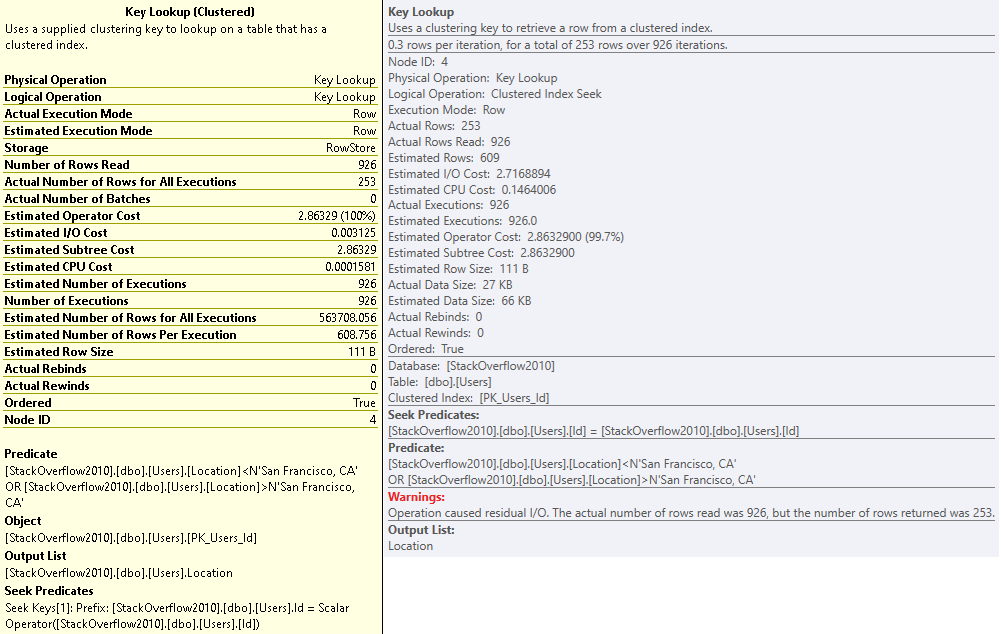 Key Lookup (Clustered)
Uses a supplied clustering key to lookup on a table that has a
clustered index.
Physical Operation Key Lookup
Logical Operation Key Lookup
Actual Execution Mode Row
Estimated Execution Mode Row
Storage RowStore
Number of Rows Read 926
Actual Number of Rows for All Executions 253
Actual Number of Batches 0
Estimated Operator Cost 2.86329 (100%)
Estimated I/O Cost 0.003125
Estimated Subtree Cost 2.86329
Estimated CPU Cost 0.0001581
Estimated Number of Executions 926
Number of Executions 926
Estimated Number of Rows for All Executions 563708.056
Estimated Number of Rows Per Execution 608.756
Estimated Row Size 111 B
Actual Rebinds 0
Actual Rewinds 0
Ordered True
Node ID 4
Predicate
[StackOverflow2010].[dbo].[Users].[Location]<N'San Francisco, CA'
OR [StackOverflow2010].[dbo].[Users].[Location]>N'San Francisco,
CA'
Object
[StackOverflow2010].[dbo].[Users].[PK_Users_Id]
Output List
[StackOverflow2010].[dbo].[Users].Location
Seek Predicates
Seek Keys[1]: Prefix: [StackOverflow2010].[dbo].[Users].Id = Scalar
Operator([StackOverflow2010].[dbo].[Users].[Id])
Key Lookup
Uses a clustering key to retrieve a row from a clustered index.
0.3 rows per iteration, for a total of 253 rows over 926 iterations.
Node ID: 4
Physical Operation: Key Lookup
Logical Operation: Clustered Index Seek
Execution Mode: Row
Actual Rows: 253
Actual Rows Read: 926
Estimated Rows: 609
Estimated I/O Cost: 2.7168894
Estimated CPU Cost: 0.1464006
Actual Executions: 926
Estimated Executions: 926.0
Estimated Operator Cost: 2.8632900 (99.7%)
Estimated Subtree Cost: 2.8632900
Estimated Row Size: 111 B
Actual Data Size: 27 KB
Estimated Data Size: 66 KB
Actual Rebinds: 0
Actual Rewinds: 0
Ordered: True
Database: [StackOverflow2010]
Table: [dbo].[Users]
Clustered Index: [PK_Users_Id]
Seek Predicates:
[StackOverflow2010].[dbo].[Users].[Id] = [StackOverflow2010].[dbo].[Users].[Id]
Predicate:
[StackOverflow2010].[dbo].[Users].[Location]<N'San Francisco, CA'
OR [StackOverflow2010].[dbo].[Users].[Location]>N'San Francisco, CA'
Warnings:
Operation caused residual I/O. The actual number of rows read was 926, but the number of rows returned was 253.
Output List:
Location